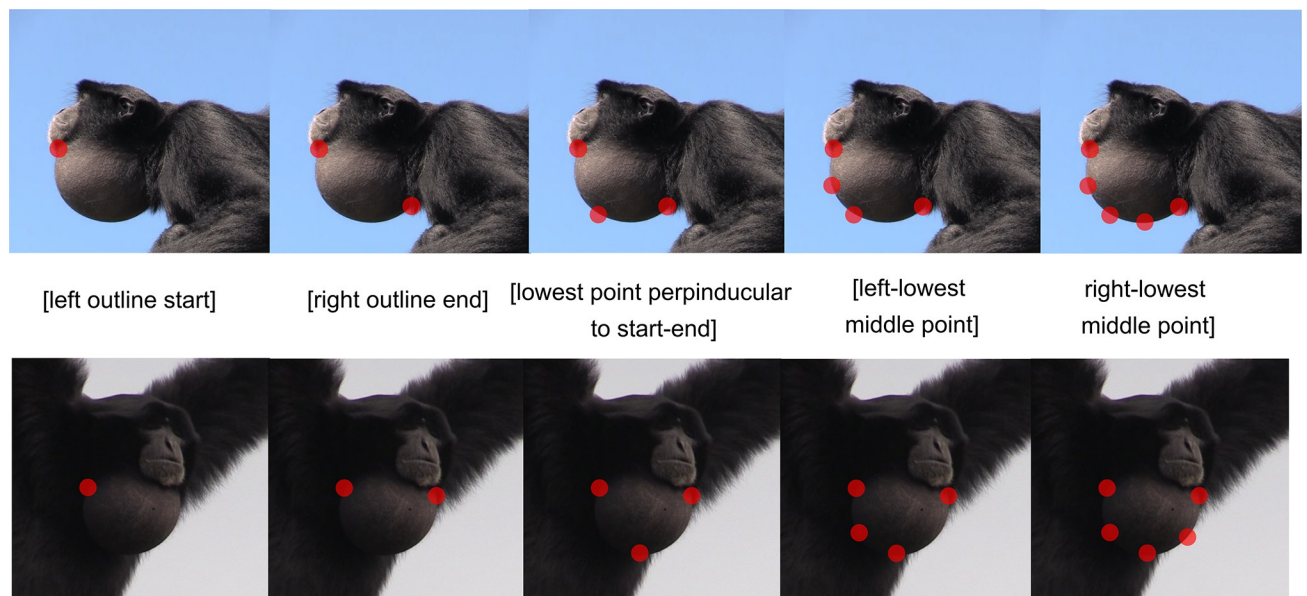 [left outline start]
[right outline end]
[lowest point perpinducular
to start-end]
[left-lowest
middle point]
right-lowest
middle point]